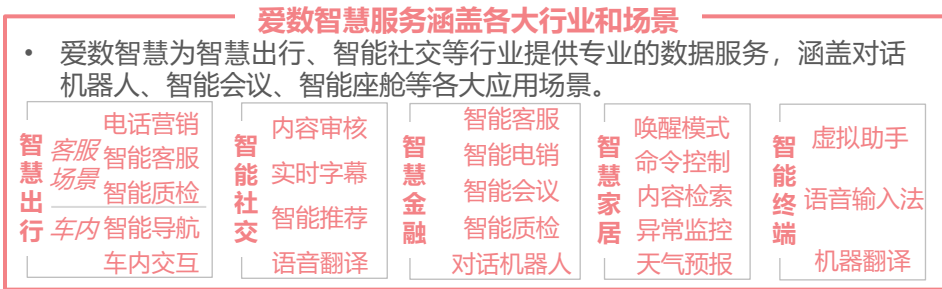 爱数智慧服务涵盖各大行业和场景
• 爱数智慧为智慧出行、智能社交等行业提供专业的数据服务，涵盖对话
机器人、智能会议、智能座舱等各大应用场景。
智慧出行
客服场景
电话营销
智能客服
智能质检
车内
智能导航
车内交互
智能社交
内容审核
实时字幕
智能推荐
语音翻译
智慧金融
智能客服
智能电销
智能会议
智能质检
对话机器人
智慧家居
唤醒模式
命令控制
内容检索
异常监控
天气预报
智能终端
虚拟助手
语音输入法
机器翻译